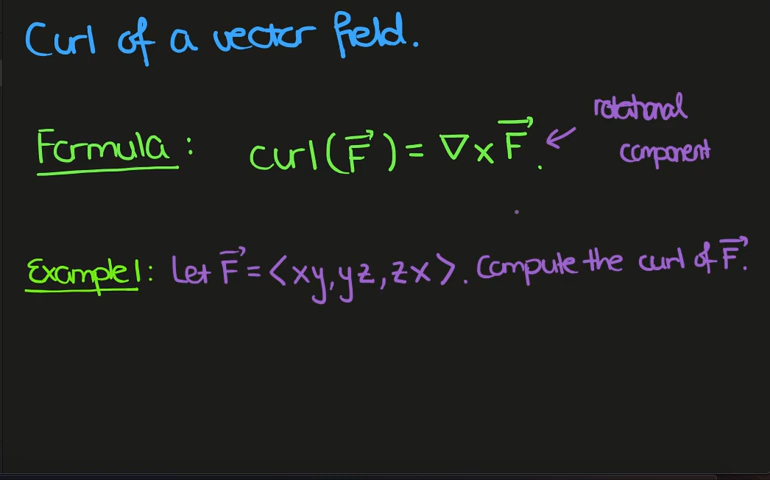 Curl of a vector field.
Formula: curl(F⃗) = ∇ x F⃗. ← rotational component
Example 1: Let F⃗ = <xy, yz, zx>. Compute the curl of F⃗.